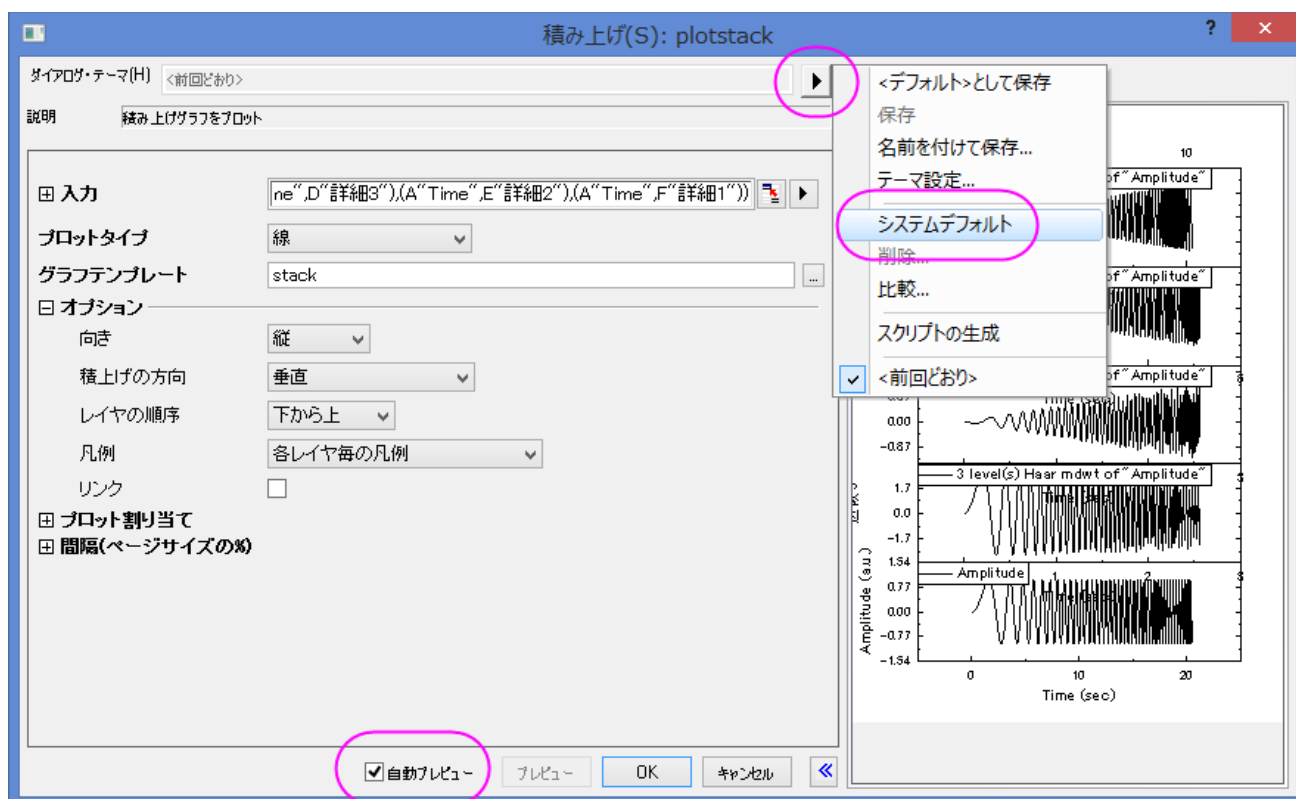 積み上げ(S): plotstack
?
×
ダイアログ・テーマ(H) <前回どおり>
説明 積み上げグラフをプロット
入力 ne",D"詳細3"),(A"Time",E"詳細2"),(A"Time",F"詳細1"))
プロットタイプ 線
グラフテンプレート stack ...
オプション
向き 縦
積上げの方向 垂直
レイヤの順序 下から上
凡例 各レイヤ毎の凡例
リンク
プロット割り当て
間隔(ページサイズの%)
自動プレビュー プレビュー OK キャンセル
<デフォルト>として保存
保存
名前を付けて保存...
テーマ設定...
システムデフォルト
削除...
比較...
スクリプトの生成
<前回どおり>
10
of"Amplitude"
of"Amplitude"
of"Amplitude"
0.00
-0.87
3 level(s) Haar mdwt of"Amplitude"
1.7
0.0
-1.7
1.54
Amplitude 1 2 3
0.77
0.00
-0.77
-1.54
Amplitude (a.u.)
0 10 20
Time (sec)